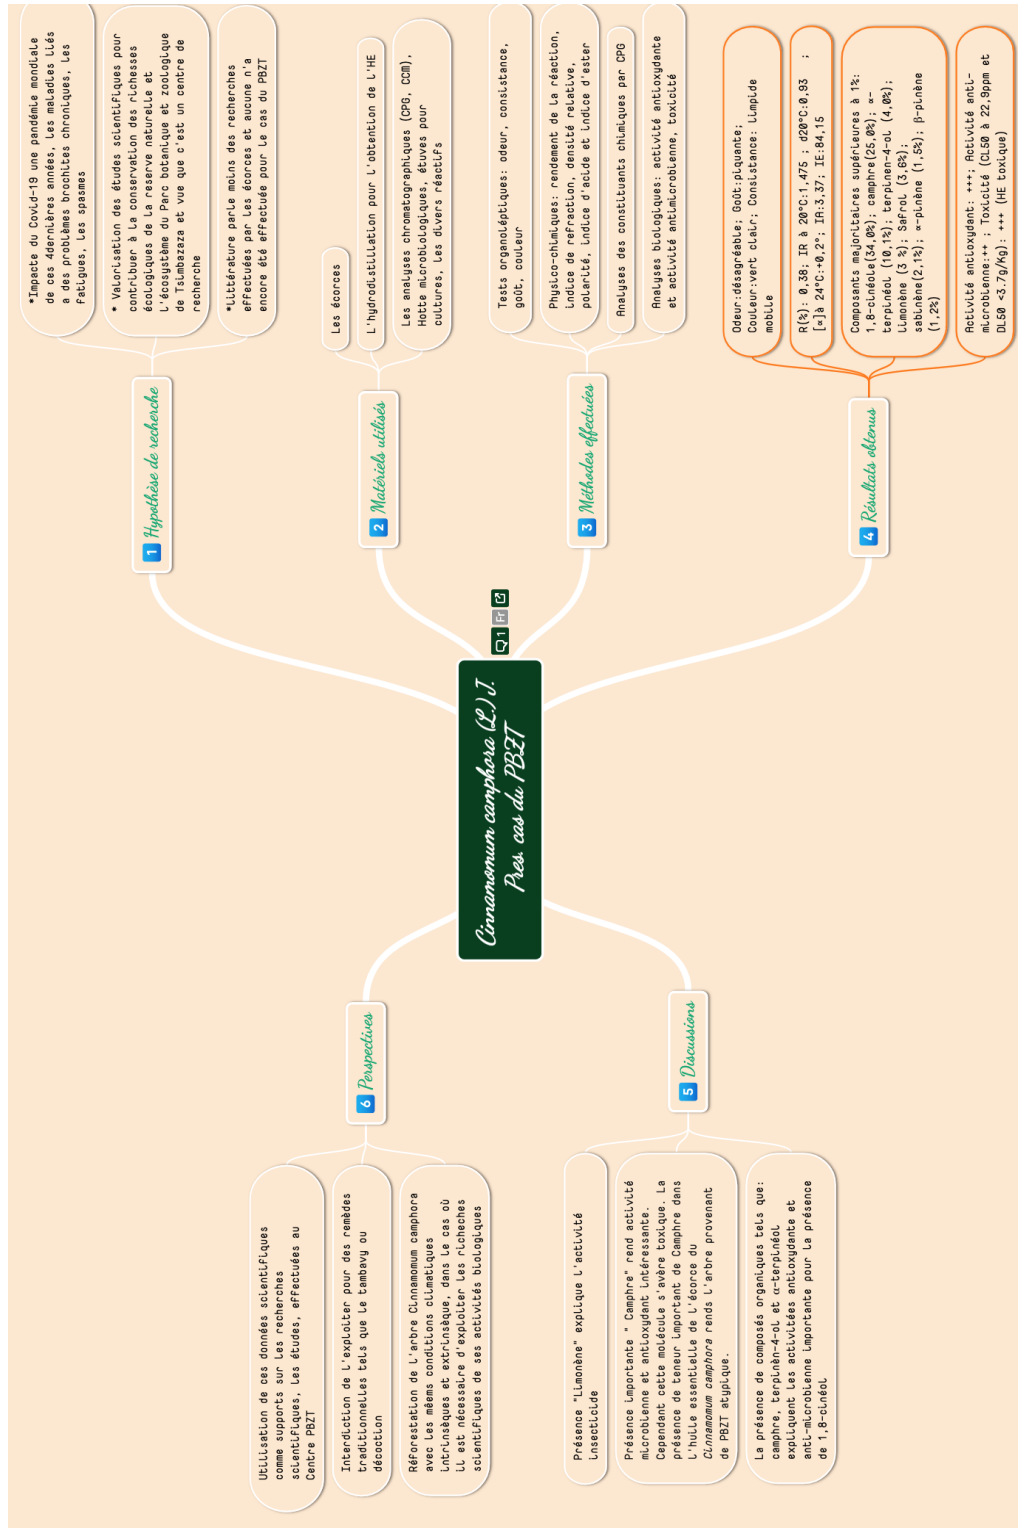 Cinnamomum camphora (L.) J.
Pres. cas du PBZT
1 Fr
1 Hypothèse de recherche
*Impacte du Covid-19 une pandémie mondiale
de ces 4dernières années, les maladies liés
a des problèmes brochites chroniques, les
fatigues, les spasmes
* Valorisation des études scientifiques pour
contribuer à la conservation des richesses
écologiques de la reserve naturelle et
l'écosystème du Parc botanique et zoologique
de Tsimbazaza et vue que c'est un centre de
recherche
*Littérature parle moins des recherches
effectuées par les écorces et aucune n'a
encore été effectuée pour le cas du PBZT
2 Matériels utilisés
Les écorces
L'hydrodistillation pour l'obtention de l'HE
Les analyses chromatographiques (CPG, CCM),
Hotte microbiologiques, étuves pour
cultures, les divers réactifs
3 Méthodes effectuées
Tests organoléptiques: odeur, consistance,
goût, couleur
Physico-chimiques: rendement de la réaction,
indice de refraction, densité relative,
polarité, indice d'acide et indice d'ester
Analyses des constituants chimiques par CPG
Analyses biologiques: activité antioxydante
et activité antimicrobienne, toxicité
4 Résultats obtenus
Odeur:désagréable; Goût:piquante;
Couleur:vert clair; Consistance: limpide
mobile
R(%): 0,38; IR à 20°C:1,475 ; d20°C:0,93 ;
[α]à 24°C:+0,2°; IA:3,37; IE:84,15
Composants majoritaires supérieures à 1%:
1,8-cinéole(34,0%); camphre(25,0%); α-
terpinéol (10,1%); terpinen-4-ol (4,0%);
limonène (3 %); Safrol (3,6%);
sabinène(2,1%); α-pinène (1,5%); β-pinène
(1,2%)
Activité antioxydant: +++; Activité anti-
microbienne:++ ; Toxicité (CL50 à 22,9ppm et
DL50 <3.7g/Kg): +++ (HE toxique)
5 Discussions
Présence "Limonène" explique l'activité
insecticide
Présence importante " Camphre" rend activité
microbienne et antioxydant intéressante.
Cependant cette molécule s'avère toxique. La
présence de teneur important de Camphre dans
l'huile essentielle de l'écorce du
Cinnamomum camphora rends l'arbre provenant
de PBZT atypique.
La présence de composés organiques tels que:
camphre, terpinèn-4-ol et α-terpinéol
expliquent les activitées antioxydante et
anti-microbienne importante pour la présence
de 1,8-cinéol
6 Perspectives
Utilisation de ces données scientifiques
comme supports sur les recherches
scientifiques, les études, effectuées au
Centre PBZT
Interdiction de l'exploiter pour des remèdes
traditionnelles tels que le tambavy ou
décoction
Réforestation de l'arbre Cinnamomum camphora
avec les mèems conditions climatiques
intrinsèques et extrinsèque, dans le cas où
il est nécessaire d'exploiter les richeches
scientifiques de ses activités biologiques